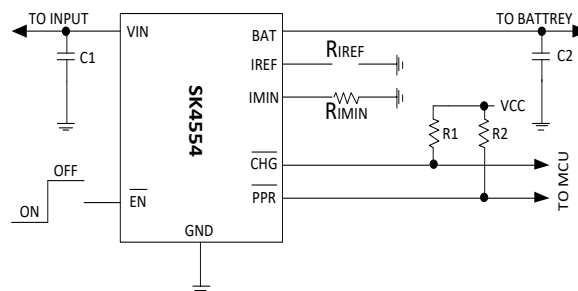 TO INPUT
VIN
C1
SK4554
BAT
TO BATTREY
C2
IREF
RIREF
IMIN
RIMIN
VCC
R1
R2
CHG
PPR
TO MCU
OFF
ON
EN
GND